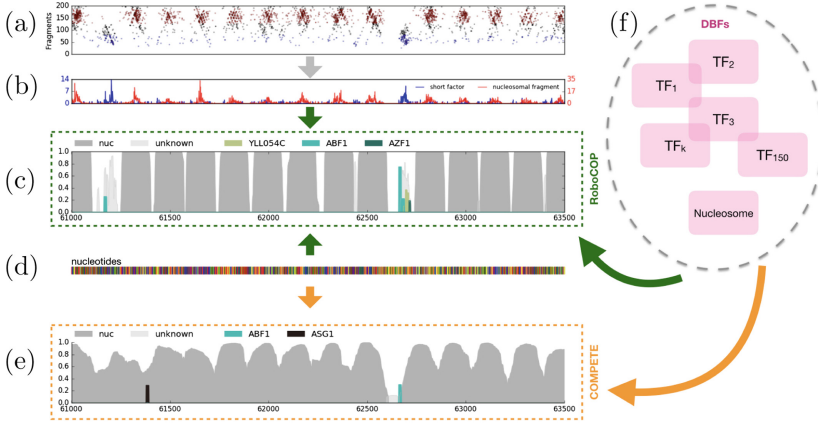 (a)
Fragments
200
150
100
50
0
(b)
14
7
0
short factor
nucleosomal fragment
35
18
0
(c)
nuc
unknown
YLL054C
ABF1
AZF1
1.0
0.8
0.6
0.4
0.2
0.0
61000
61500
62000
62500
63000
63500
RoboCOP
(d)
nucleotides
(e)
nuc
unknown
ABF1
ASG1
1.0
0.8
0.6
0.4
0.2
0.0
61000
61500
62000
62500
63000
63500
COMPETE
(f)
DBFs
TF2
TF1
TF3
TFk
TF150
Nucleosome